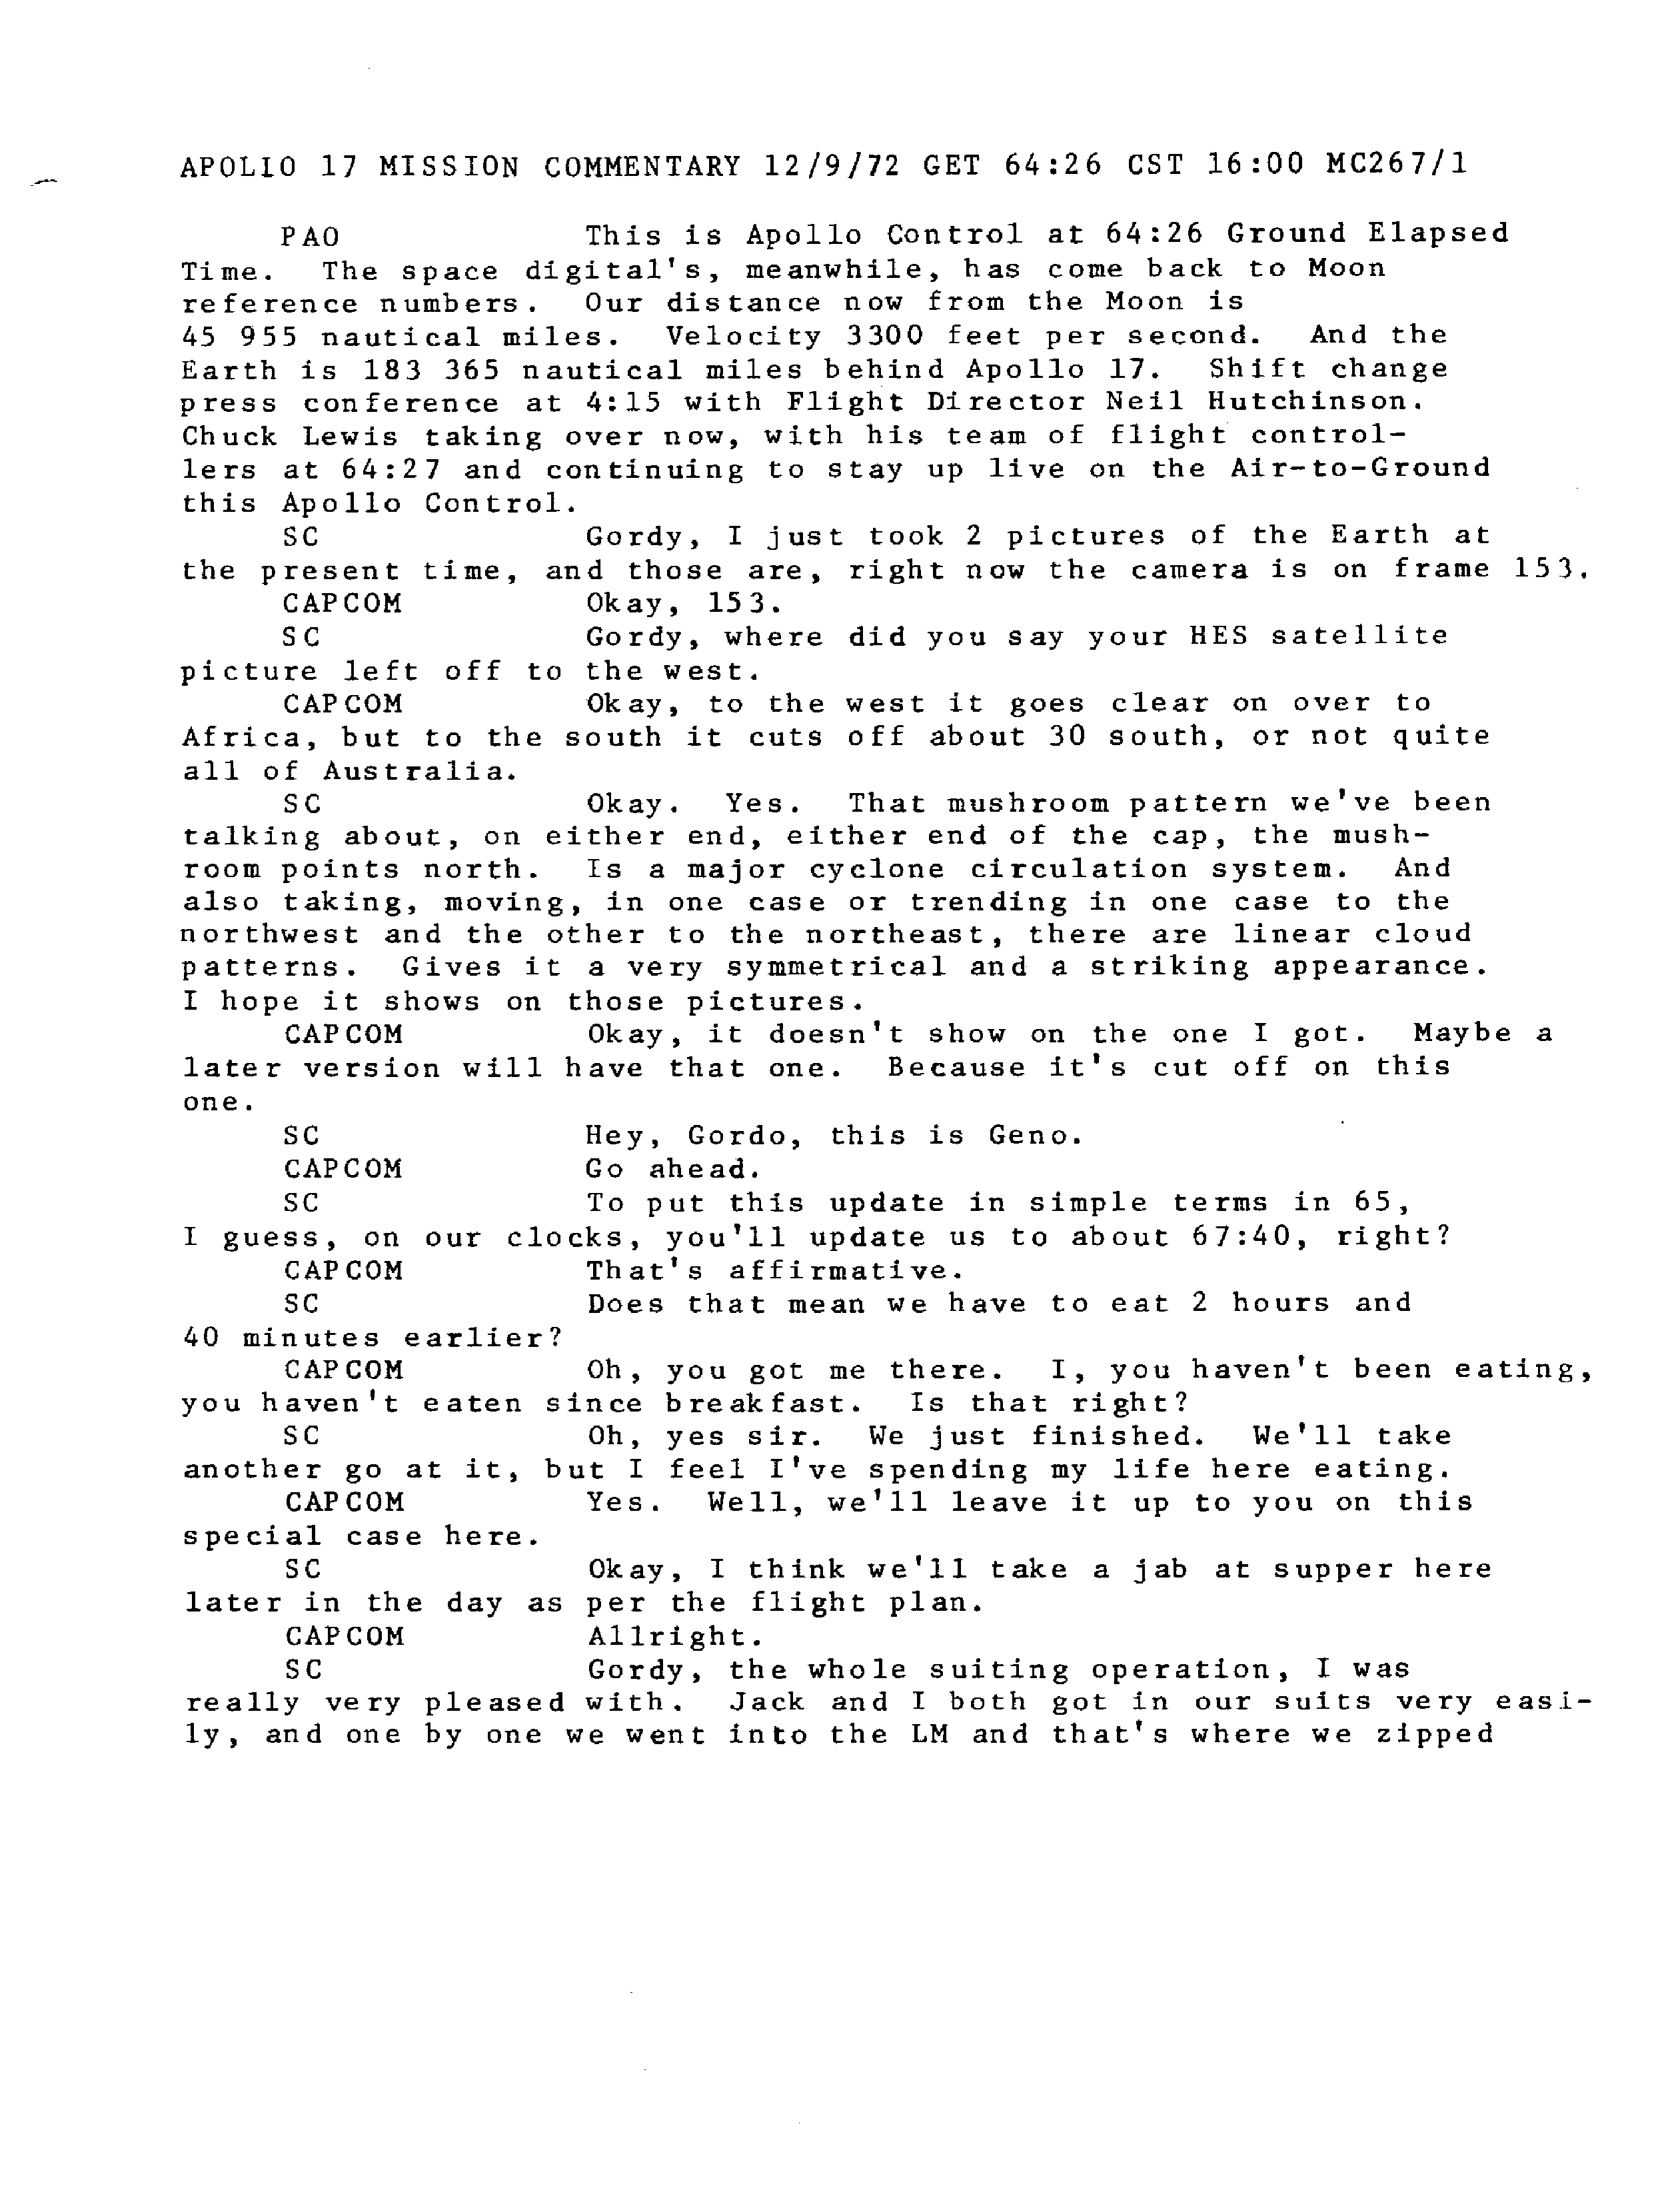 APOLIO 17 MISSION COMMENTARY 12/9/72 GET 64:26 CST 16:00 MC267/1
PAO This is Apollo Control at 64:26 Ground Elapsed
Time. The space digital's, meanwhile, has come back to Moon
reference numbers. Our distance now from the Moon is
45 955 nautical miles. Velocity 3300 feet per second. And the
Earth is 183 365 nautical miles behind Apollo 17. Shift change
press conference at 4:15 with Flight Director Neil Hutchinson.
Chuck Lewis taking over now, with his team of flight control-
lers at 64:27 and continuing to stay up live on the Air-to-Ground
this Apollo Control.
SC Gordy, I just took 2 pictures of the Earth at
the present time, and those are, right now the camera is on frame 153.
CAPCOM Okay, 153.
SC Gordy, where did you say your HES satellite
picture left off to the west.
CAPCOM Okay, to the west it goes clear on over to
Africa, but to the south it cuts off about 30 south, or not quite
all of Australia.
SC Okay. Yes. That mushroom pattern we've been
talking about, on either end, either end of the cap, the mush-
room points north. Is a major cyclone circulation system. And
also taking, moving, in one case or trending in one case to the
northwest and the other to the northeast, there are linear cloud
patterns. Gives it a very symmetrical and a striking appearance.
I hope it shows on those pictures.
CAPCOM Okay, it doesn't show on the one I got. Maybe a
later version will have that one. Because it's cut off on this
one.
SC Hey, Gordo, this is Geno.
CAPCOM Go ahead.
SC To put this update in simple terms in 65,
I guess, on our clocks, you'll update us to about 67:40, right?
CAPCOM That's affirmative.
SC Does that mean we have to eat 2 hours and
40 minutes earlier?
CAPCOM Oh, you got me there. I, you haven't been eating,
you haven't eaten since breakfast. Is that right?
SC Oh, yes sir. We just finished. We'll take
another go at it, but I feel I've spending my life here eating.
CAPCOM Yes. Well, we'll leave it up to you on this
special case here.
SC Okay, I think we'll take a jab at supper here
later in the day as per the flight plan.
CAPCOM Allright.
SC Gordy, the whole suiting operation, I was
really very pleased with. Jack and I both got in our suits very easi-
ly, and one by one we went into the LM and that's where we zipped